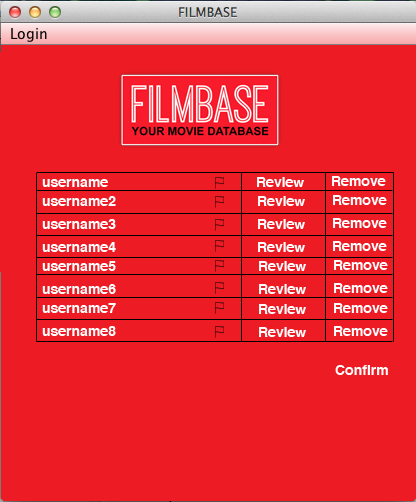 FILMBASE
Login
FILMBASE
YOUR MOVIE DATABASE
username Review Remove
username2 Review Remove
username3 Review Remove
username4 Review Remove
username5 Review Remove
username6 Review Remove
username7 Review Remove
username8 Review Remove
Confirm